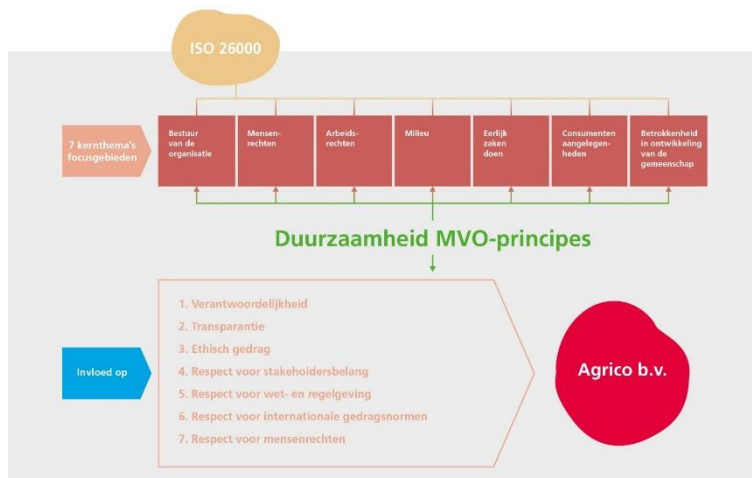 ISO 26000
7 kernthema's
focusgebieden
Bestuur
van de
organisatie
Mensen-
rechten
Arbeids-
rechten
Milieu
Eerlijk
zaken
doen
Consumenten
aangelegen-
heden
Betrokkenheid
in ontwikkeling
van de
gemeenschap
Duurzaamheid MVO-principes
Invloed op
1. Verantwoordelijkheid
2. Transparantie
3. Ethisch gedrag
4. Respect voor stakeholdersbelang
5. Respect voor wet- en regelgeving
6. Respect voor internationale gedragsnormen
7. Respect voor mensenrechten
Agrico b.v.